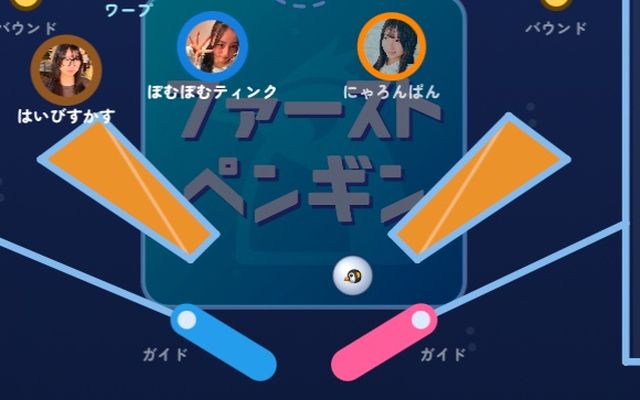 ワープ
バウンド
バウンド
はいびすかす
ぽむぽむティンク
にゃろんぱん
ファースト
ペンギン
ガイド
ガイド